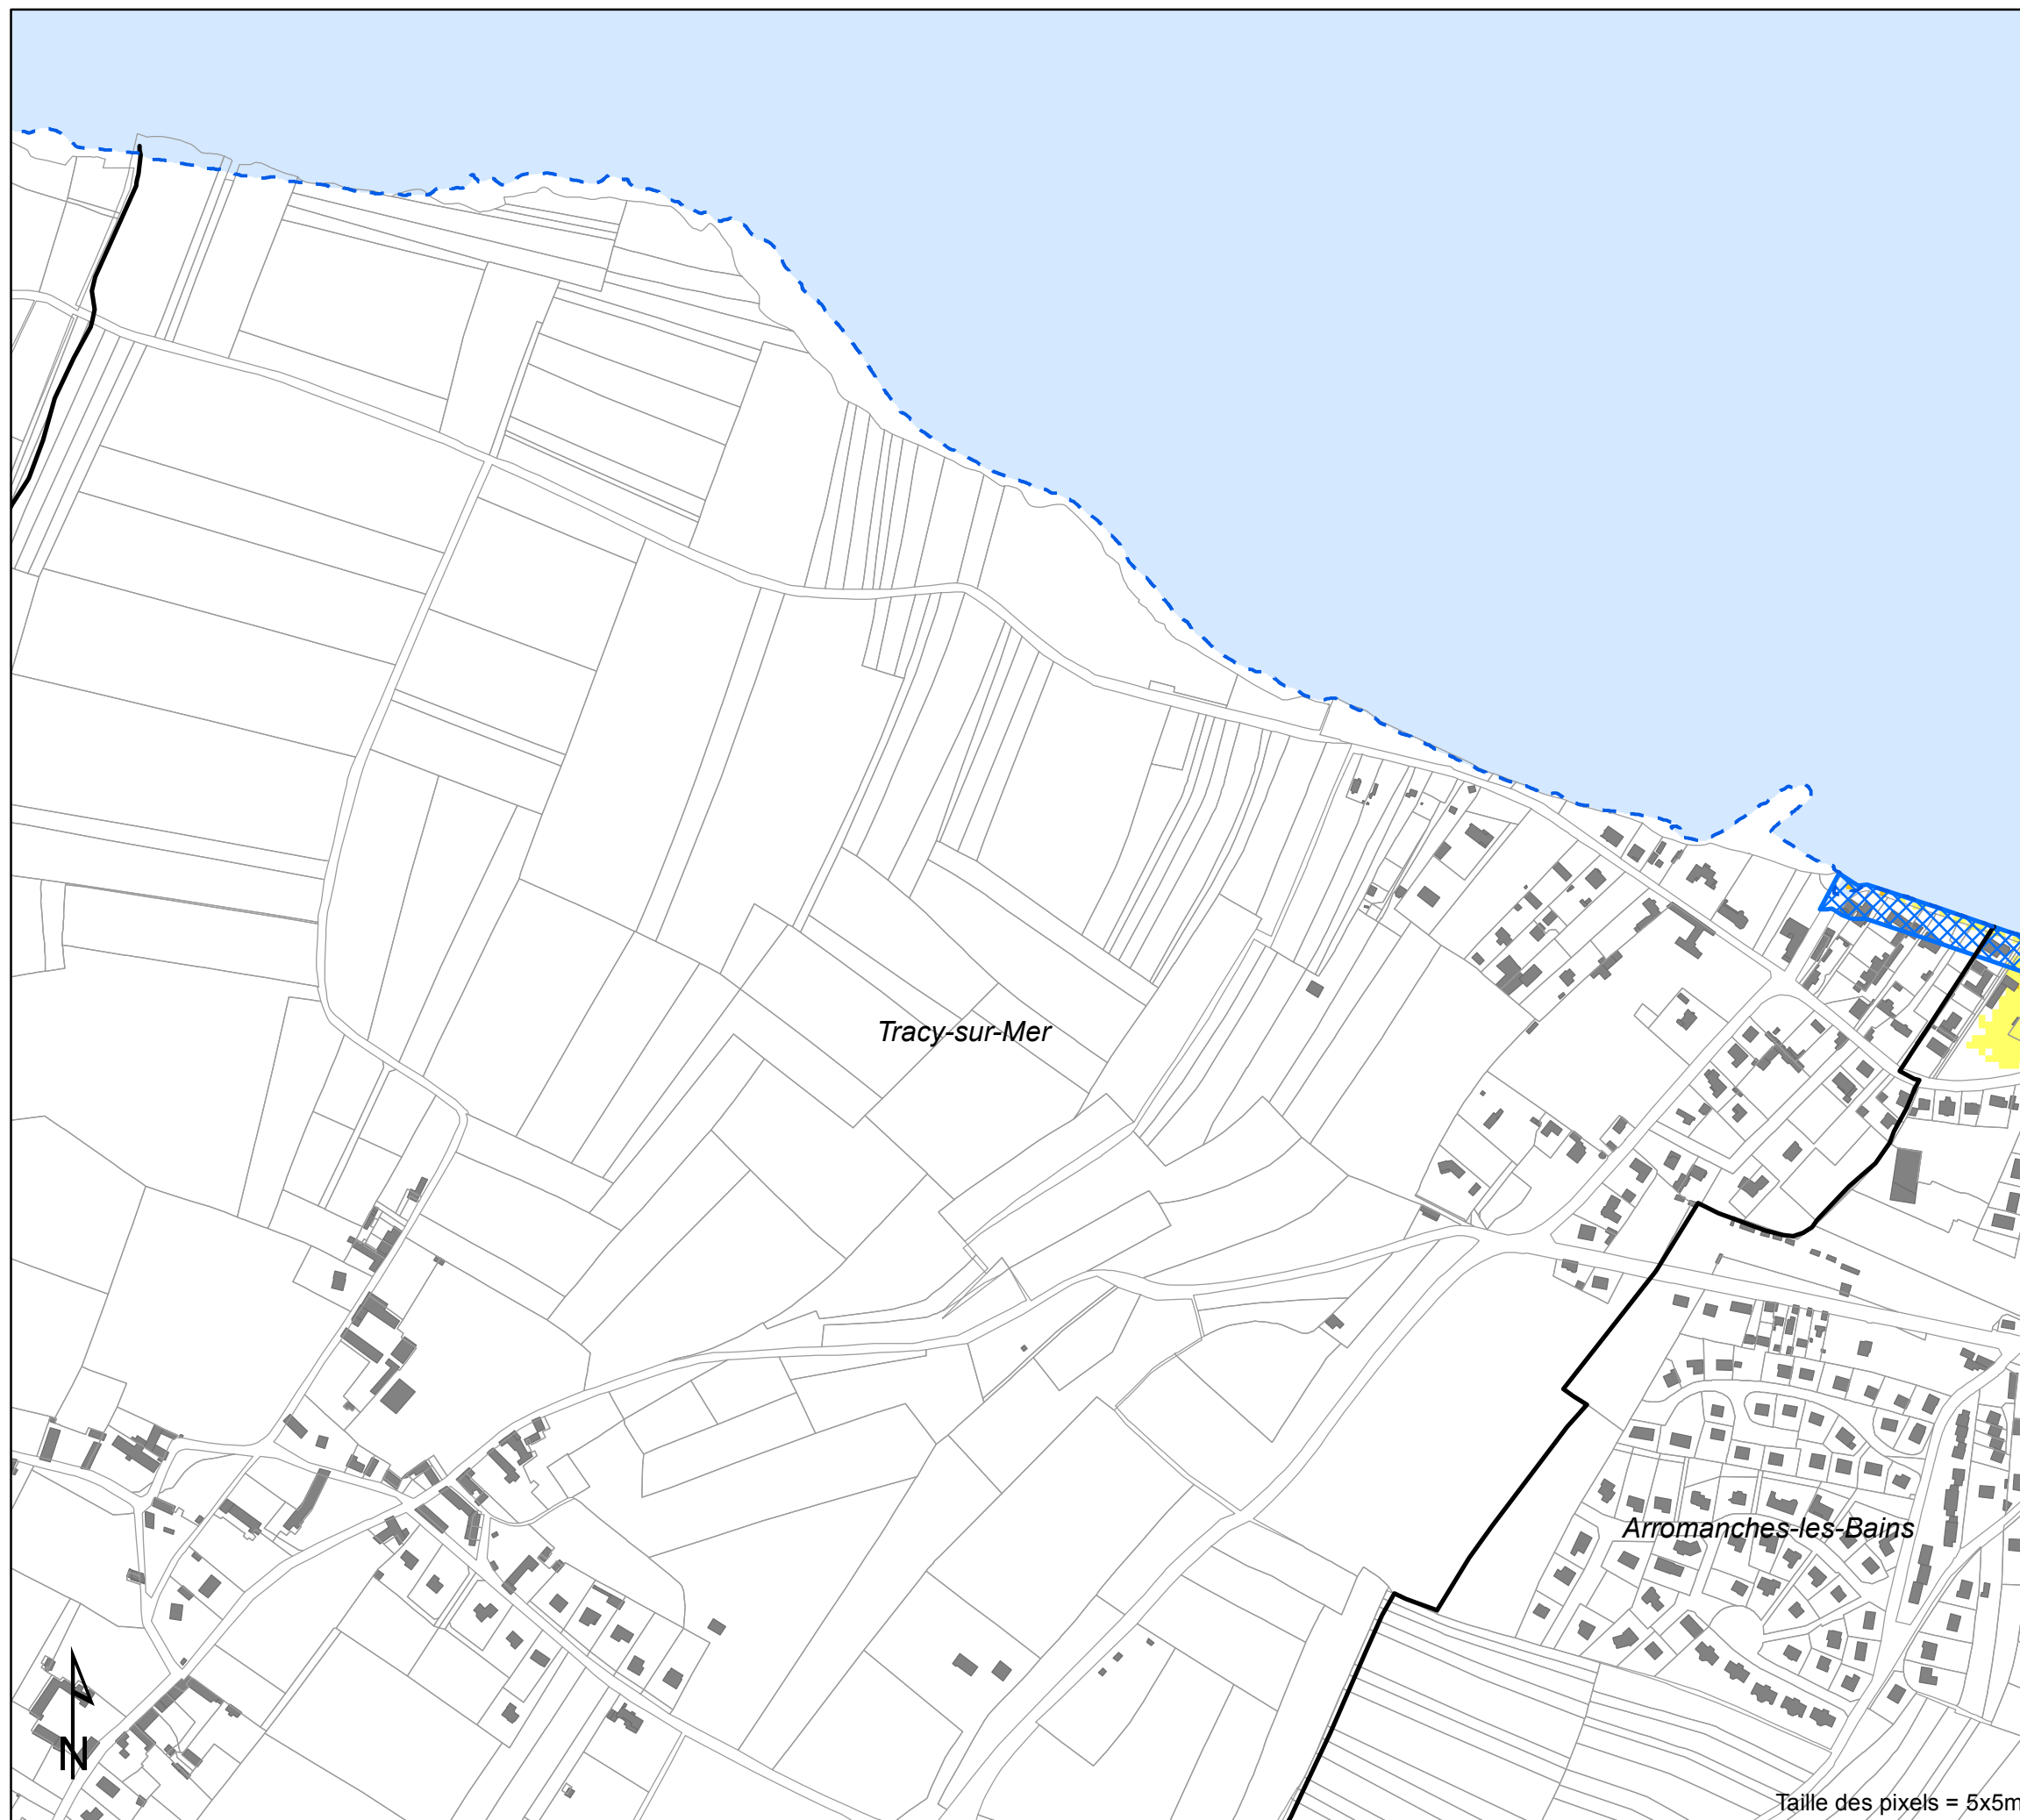 Tracy-sur-Mer
Arromanches-les-Bains
N
Taille des pixels = 5x5m